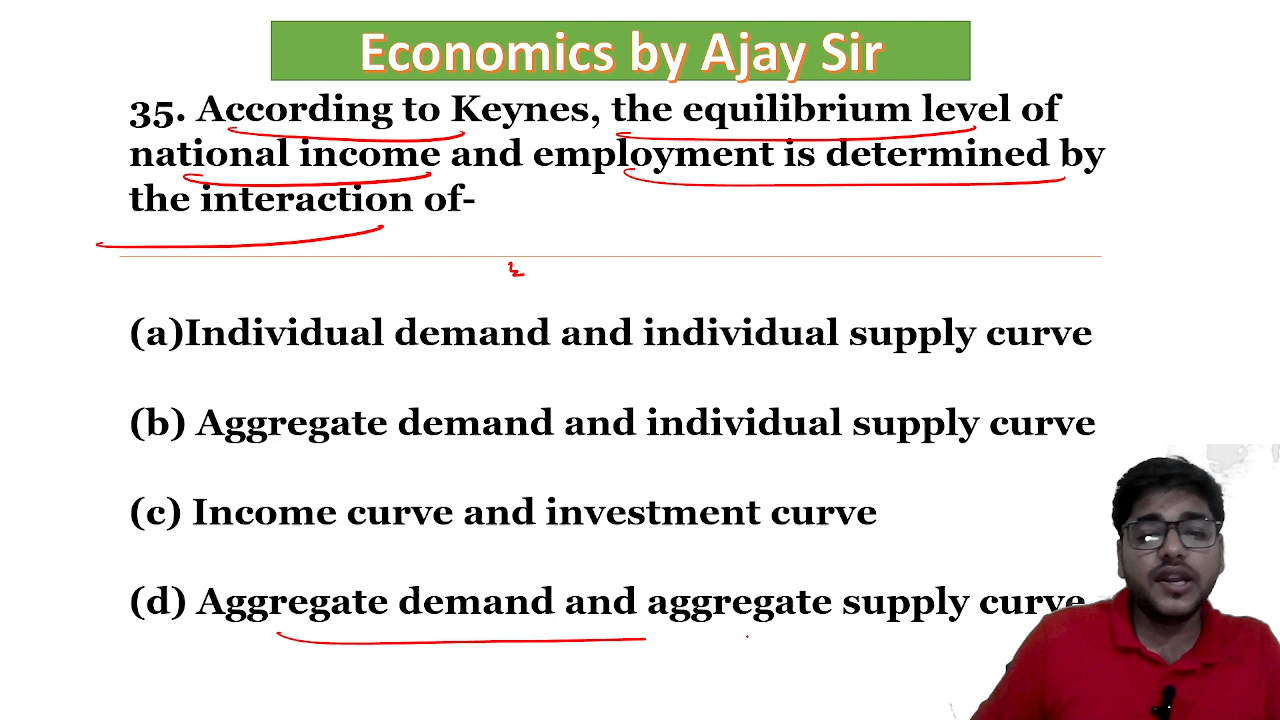 Economics by Ajay Sir
35. According to Keynes, the equilibrium level of
national income and employment is determined by
the interaction of-
(a)Individual demand and individual supply curve
(b) Aggregate demand and individual supply curve
(c) Income curve and investment curve
(d) Aggregate demand and aggregate supply curve